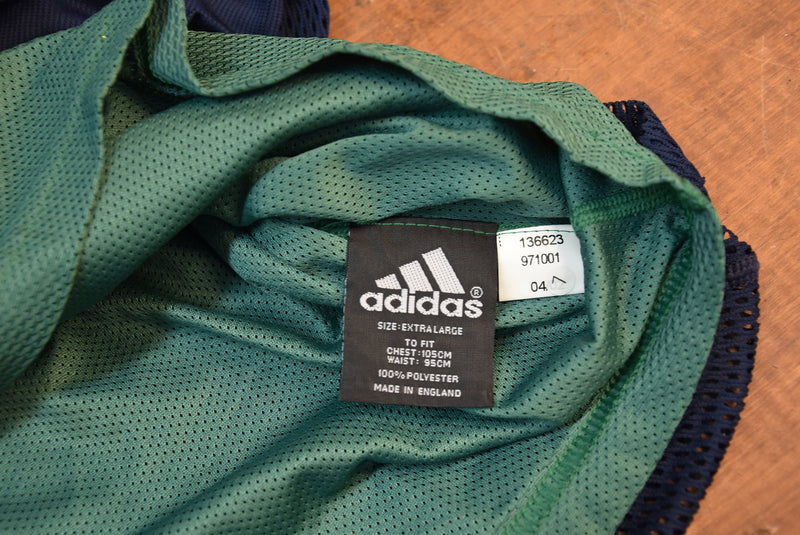 adidas®
SIZE: EXTRA LARGE
TO FIT
CHEST: 105CM
WAIST: 95CM
100% POLYESTER
MADE IN ENGLAND
136623
971001
04